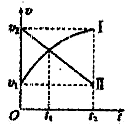 v
v₂
I
v₁
II
O
t₁
t₂
t